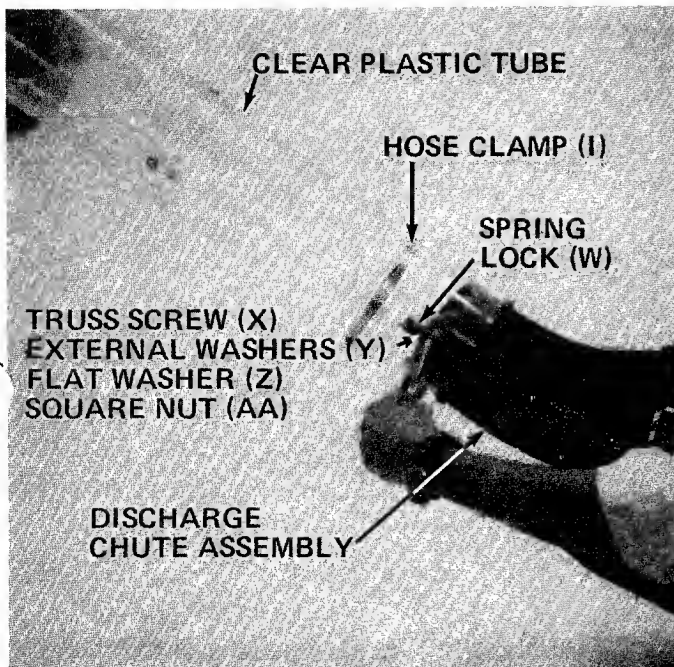 CLEAR PLASTIC TUBE
HOSE CLAMP (I)
SPRING
LOCK (W)
TRUSS SCREW (X)
EXTERNAL WASHERS (Y)
FLAT WASHER (Z)
SQUARE NUT (AA)
DISCHARGE
CHUTE ASSEMBLY